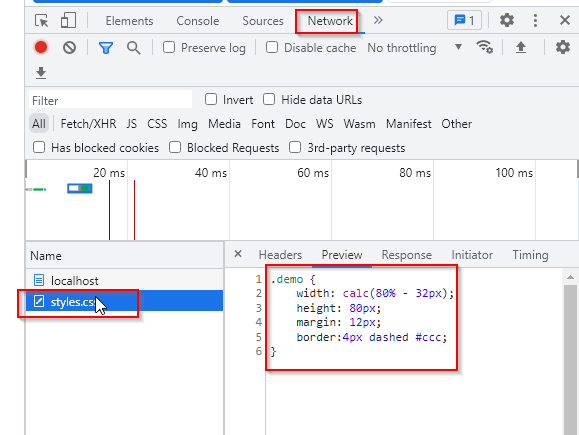 Elements Console Sources Network » 1
Preserve log Disable cache No throttling
Filter Invert Hide data URLs
All Fetch/XHR JS CSS Img Media Font Doc WS Wasm Manifest Other
Has blocked cookies Blocked Requests 3rd-party requests
20 ms 40 ms 60 ms 80 ms 100 ms
Name × Headers Preview Response Initiator Timing
localhost
styles.css
1 .demo {
2 width: calc(80% - 32px);
3 height: 80px;
4 margin: 12px;
5 border:4px dashed #ccc;
6 }